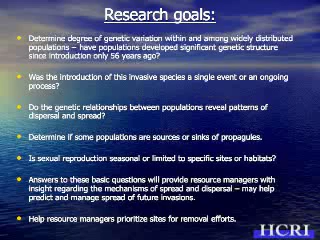 Research goals:
Determine degree of genetic variation within and among widely distributed
populations – have populations developed significant genetic structure
since introduction only 56 years ago?
Was the introduction of this invasive species a single event or an ongoing
process?
Do the genetic relationships between populations reveal patterns of
dispersal and spread?
Determine if some populations are sources or sinks of propagules.
Is sexual reproduction seasonal or limited to specific sites or habitats?
Answers to these basic questions will provide resource managers with
insight regarding the mechanisms of spread and dispersal – may help
predict and manage spread of future invasions.
Help resource managers prioritize sites for removal efforts.
HCRI